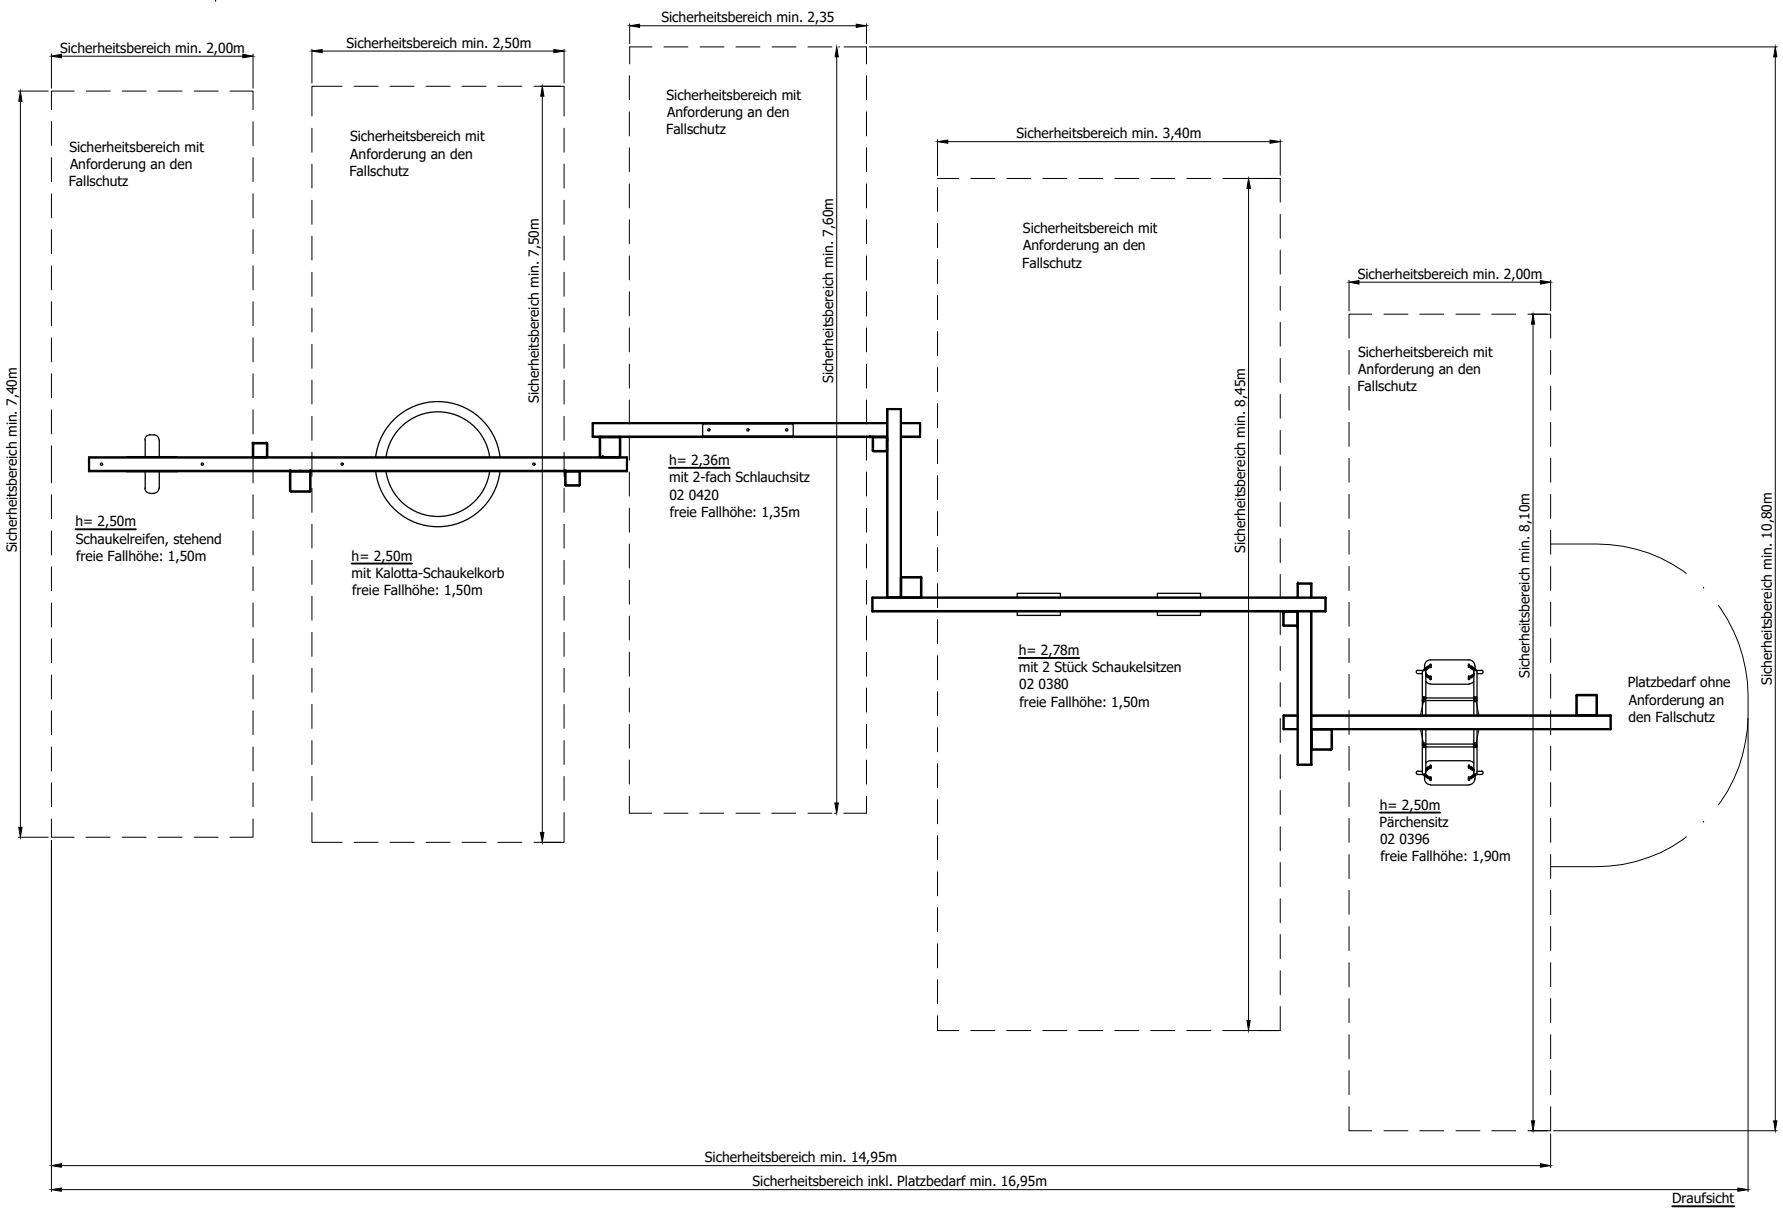 Sicherheitsbereich min. 2,00m
Sicherheitsbereich min. 2,50m
Sicherheitsbereich min. 2,35
Sicherheitsbereich min. 3,40m
Sicherheitsbereich min. 2,00m
Sicherheitsbereich min. 7,40m
Sicherheitsbereich mit
Anforderung an den
Fallschutz
h= 2,50m
Schaukelreifen, stehend
freie Fallhöhe: 1,50m
Sicherheitsbereich mit
Anforderung an den
Fallschutz
Sicherheitsbereich min. 7,50m
h= 2,50m
mit Kalotta-Schaukelkorb
freie Fallhöhe: 1,50m
Sicherheitsbereich mit
Anforderung an den
Fallschutz
Sicherheitsbereich min. 7,60m
h= 2,36m
mit 2-fach Schlauchsitz
02 0420
freie Fallhöhe: 1,35m
Sicherheitsbereich mit
Anforderung an den
Fallschutz
Sicherheitsbereich min. 8,45m
h= 2,78m
mit 2 Stück Schaukelsitzen
02 0380
freie Fallhöhe: 1,50m
Sicherheitsbereich mit
Anforderung an den
Fallschutz
Sicherheitsbereich min. 8,10m
h= 2,50m
Pärchensitz
02 0396
freie Fallhöhe: 1,90m
Platzbedarf ohne
Anforderung an
den Fallschutz
Sicherheitsbereich min. 10,80m
Sicherheitsbereich min. 14,95m
Sicherheitsbereich inkl. Platzbedarf min. 16,95m
Draufsicht